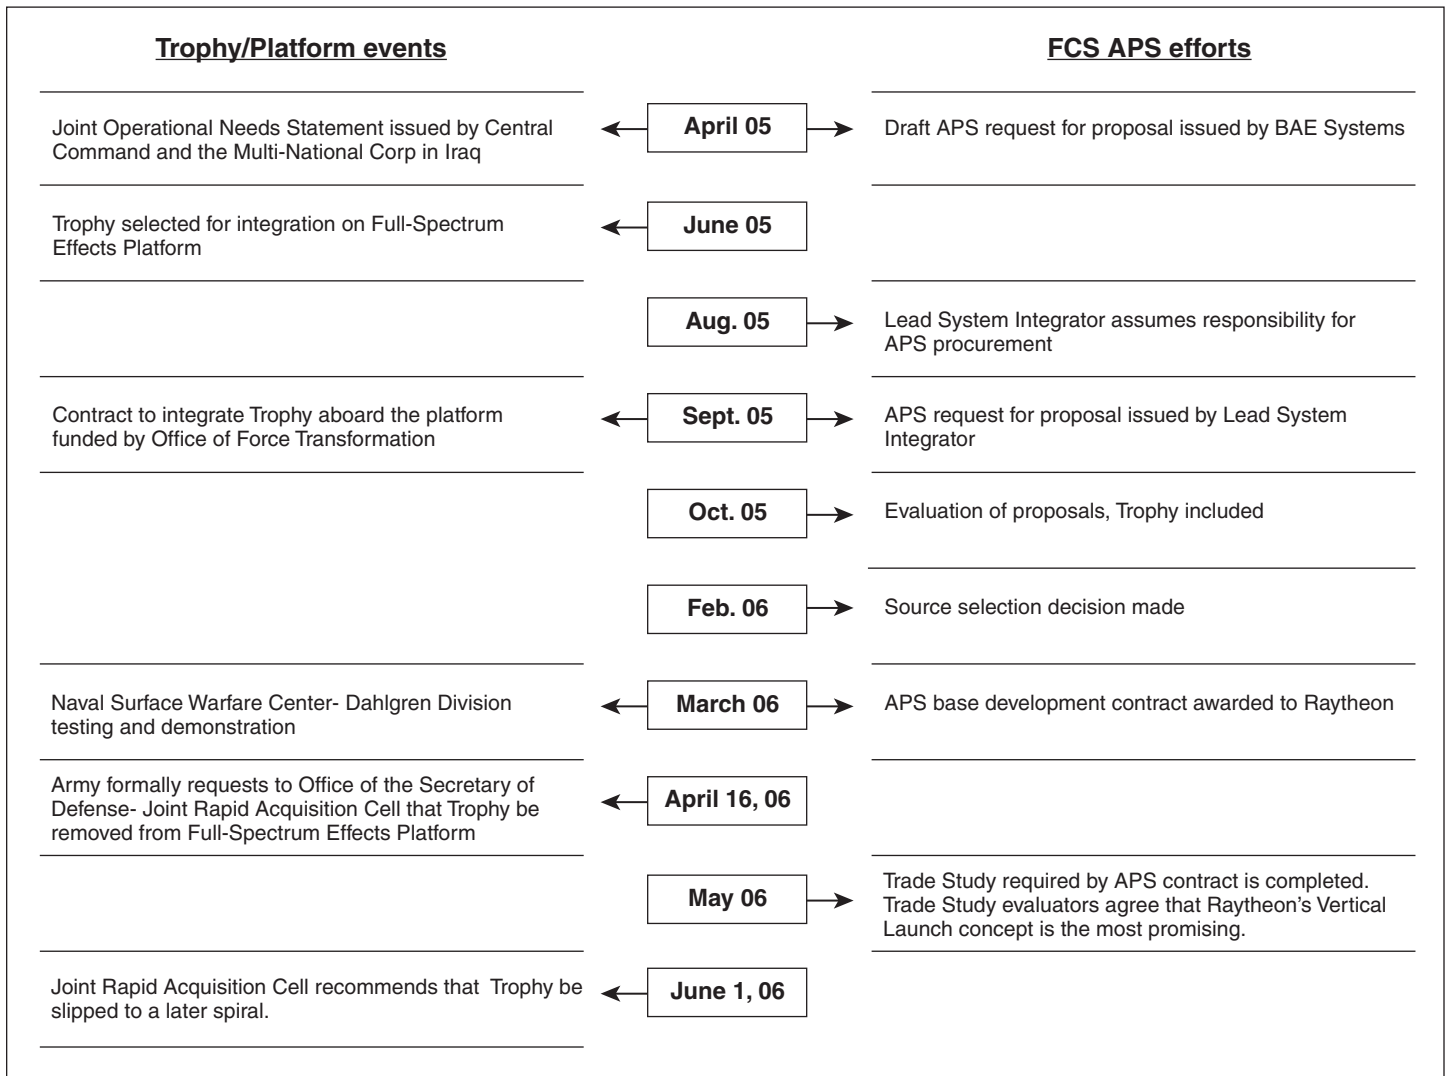 Trophy/Platform events
FCS APS efforts
Joint Operational Needs Statement issued by Central
Command and the Multi-National Corp in Iraq
April 05
Draft APS request for proposal issued by BAE Systems
Trophy selected for integration on Full-Spectrum
Effects Platform
June 05
Aug. 05
Lead System Integrator assumes responsibility for
APS procurement
Contract to integrate Trophy aboard the platform
funded by Office of Force Transformation
Sept. 05
APS request for proposal issued by Lead System
Integrator
Oct. 05
Evaluation of proposals, Trophy included
Feb. 06
Source selection decision made
Naval Surface Warfare Center- Dahlgren Division
testing and demonstration
March 06
APS base development contract awarded to Raytheon
Army formally requests to Office of the Secretary of
Defense- Joint Rapid Acquisition Cell that Trophy be
removed from Full-Spectrum Effects Platform
April 16, 06
May 06
Trade Study required by APS contract is completed.
Trade Study evaluators agree that Raytheon's Vertical
Launch concept is the most promising.
Joint Rapid Acquisition Cell recommends that Trophy be
slipped to a later spiral.
June 1, 06